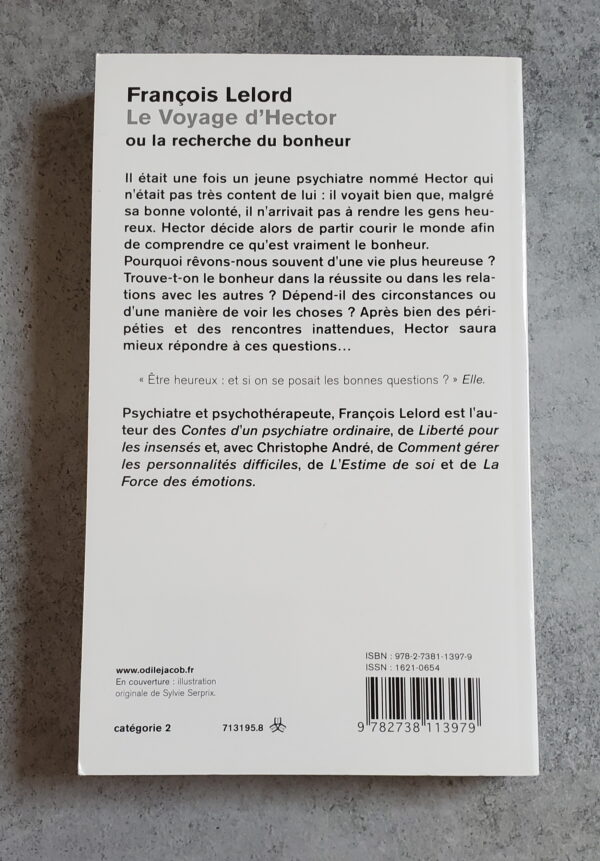 François Lelord
Le Voyage d'Hector
ou la recherche du bonheur
Il était une fois un jeune psychiatre nommé Hector qui
n'était pas très content de lui : il voyait bien que, malgré
sa bonne volonté, il n'arrivait pas à rendre les gens heu-
reux. Hector décide alors de partir courir le monde afin
de comprendre ce qu'est vraiment le bonheur.
Pourquoi rêvons-nous souvent d'une vie plus heureuse ?
Trouve-t-on le bonheur dans la réussite ou dans les rela-
tions avec les autres ? Dépend-il des circonstances ou
d'une manière de voir les choses ? Après bien des péri-
péties et des rencontres inattendues, Hector saura
mieux répondre à ces questions…
« Être heureux : et si on se posait les bonnes questions ? » Elle.
Psychiatre et psychothérapeute, François Lelord est l'au-
teur des Contes d'un psychiatre ordinaire, de Liberté pour
les insensés et, avec Christophe André, de Comment gérer
les personnalités difficiles, de L'Estime de soi et de La
Force des émotions.
ISBN : 978-2-7381-1397-9
ISSN : 1621-0654
www.odilejacob.fr
En couverture : illustration
originale de Sylvie Serprix.
catégorie 2 713195.8
9 782738 113979